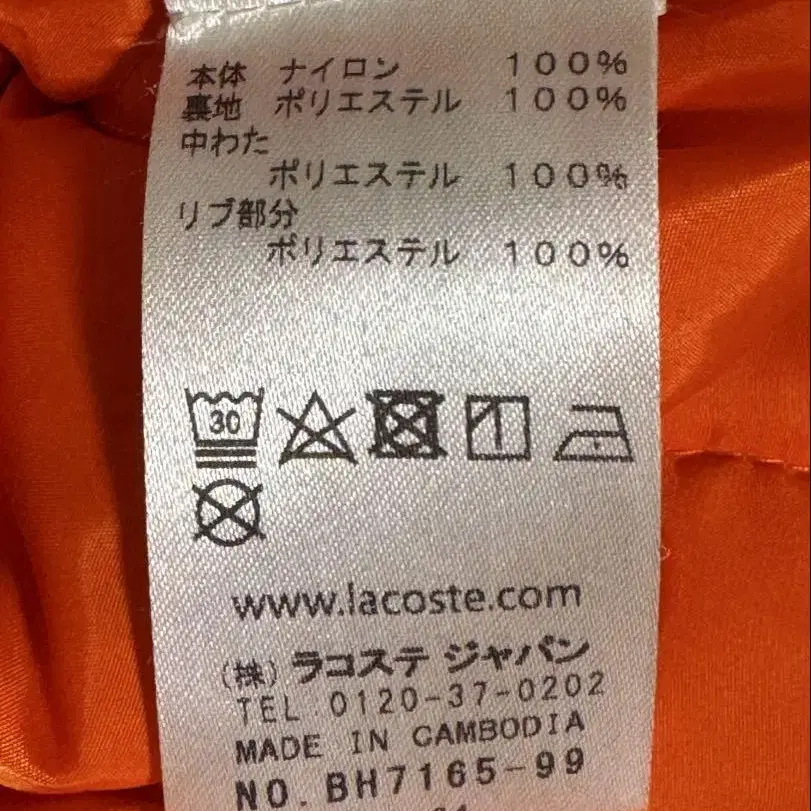 本体 ナイロン 100%
裏地 ポリエステル 100%
中わた
ポリエステル 100%
リブ部分
ポリエステル 100%
30
www.lacoste.com
(株) ラコステ ジャパン
TEL.0120-37-0202
MADE IN CAMBODIA
NO. BH7165-99